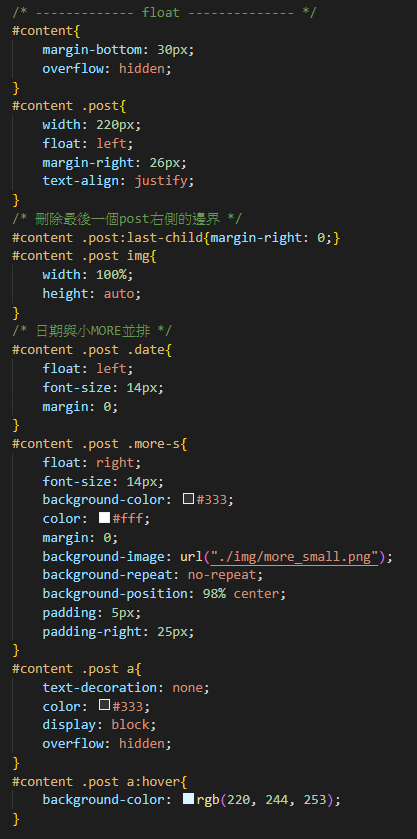 /* ------------- float -------------- */
#content{
    margin-bottom: 30px;
    overflow: hidden;
}
#content .post{
    width: 220px;
    float: left;
    margin-right: 26px;
    text-align: justify;
}
/* 刪除最後一個post右側的邊界 */
#content .post:last-child{margin-right: 0;}
#content .post img{
    width: 100%;
    height: auto;
}
/* 日期與小MORE並排 */
#content .post .date{
    float: left;
    font-size: 14px;
    margin: 0;
}
#content .post .more-s{
    float: right;
    font-size: 14px;
    background-color: #333;
    color: #fff;
    margin: 0;
    background-image: url("./img/more_small.png");
    background-repeat: no-repeat;
    background-position: 98% center;
    padding: 5px;
    padding-right: 25px;
}
#content .post a{
    text-decoration: none;
    color: #333;
    display: block;
    overflow: hidden;
}
#content .post a:hover{
    background-color: rgb(220, 244, 253);
}